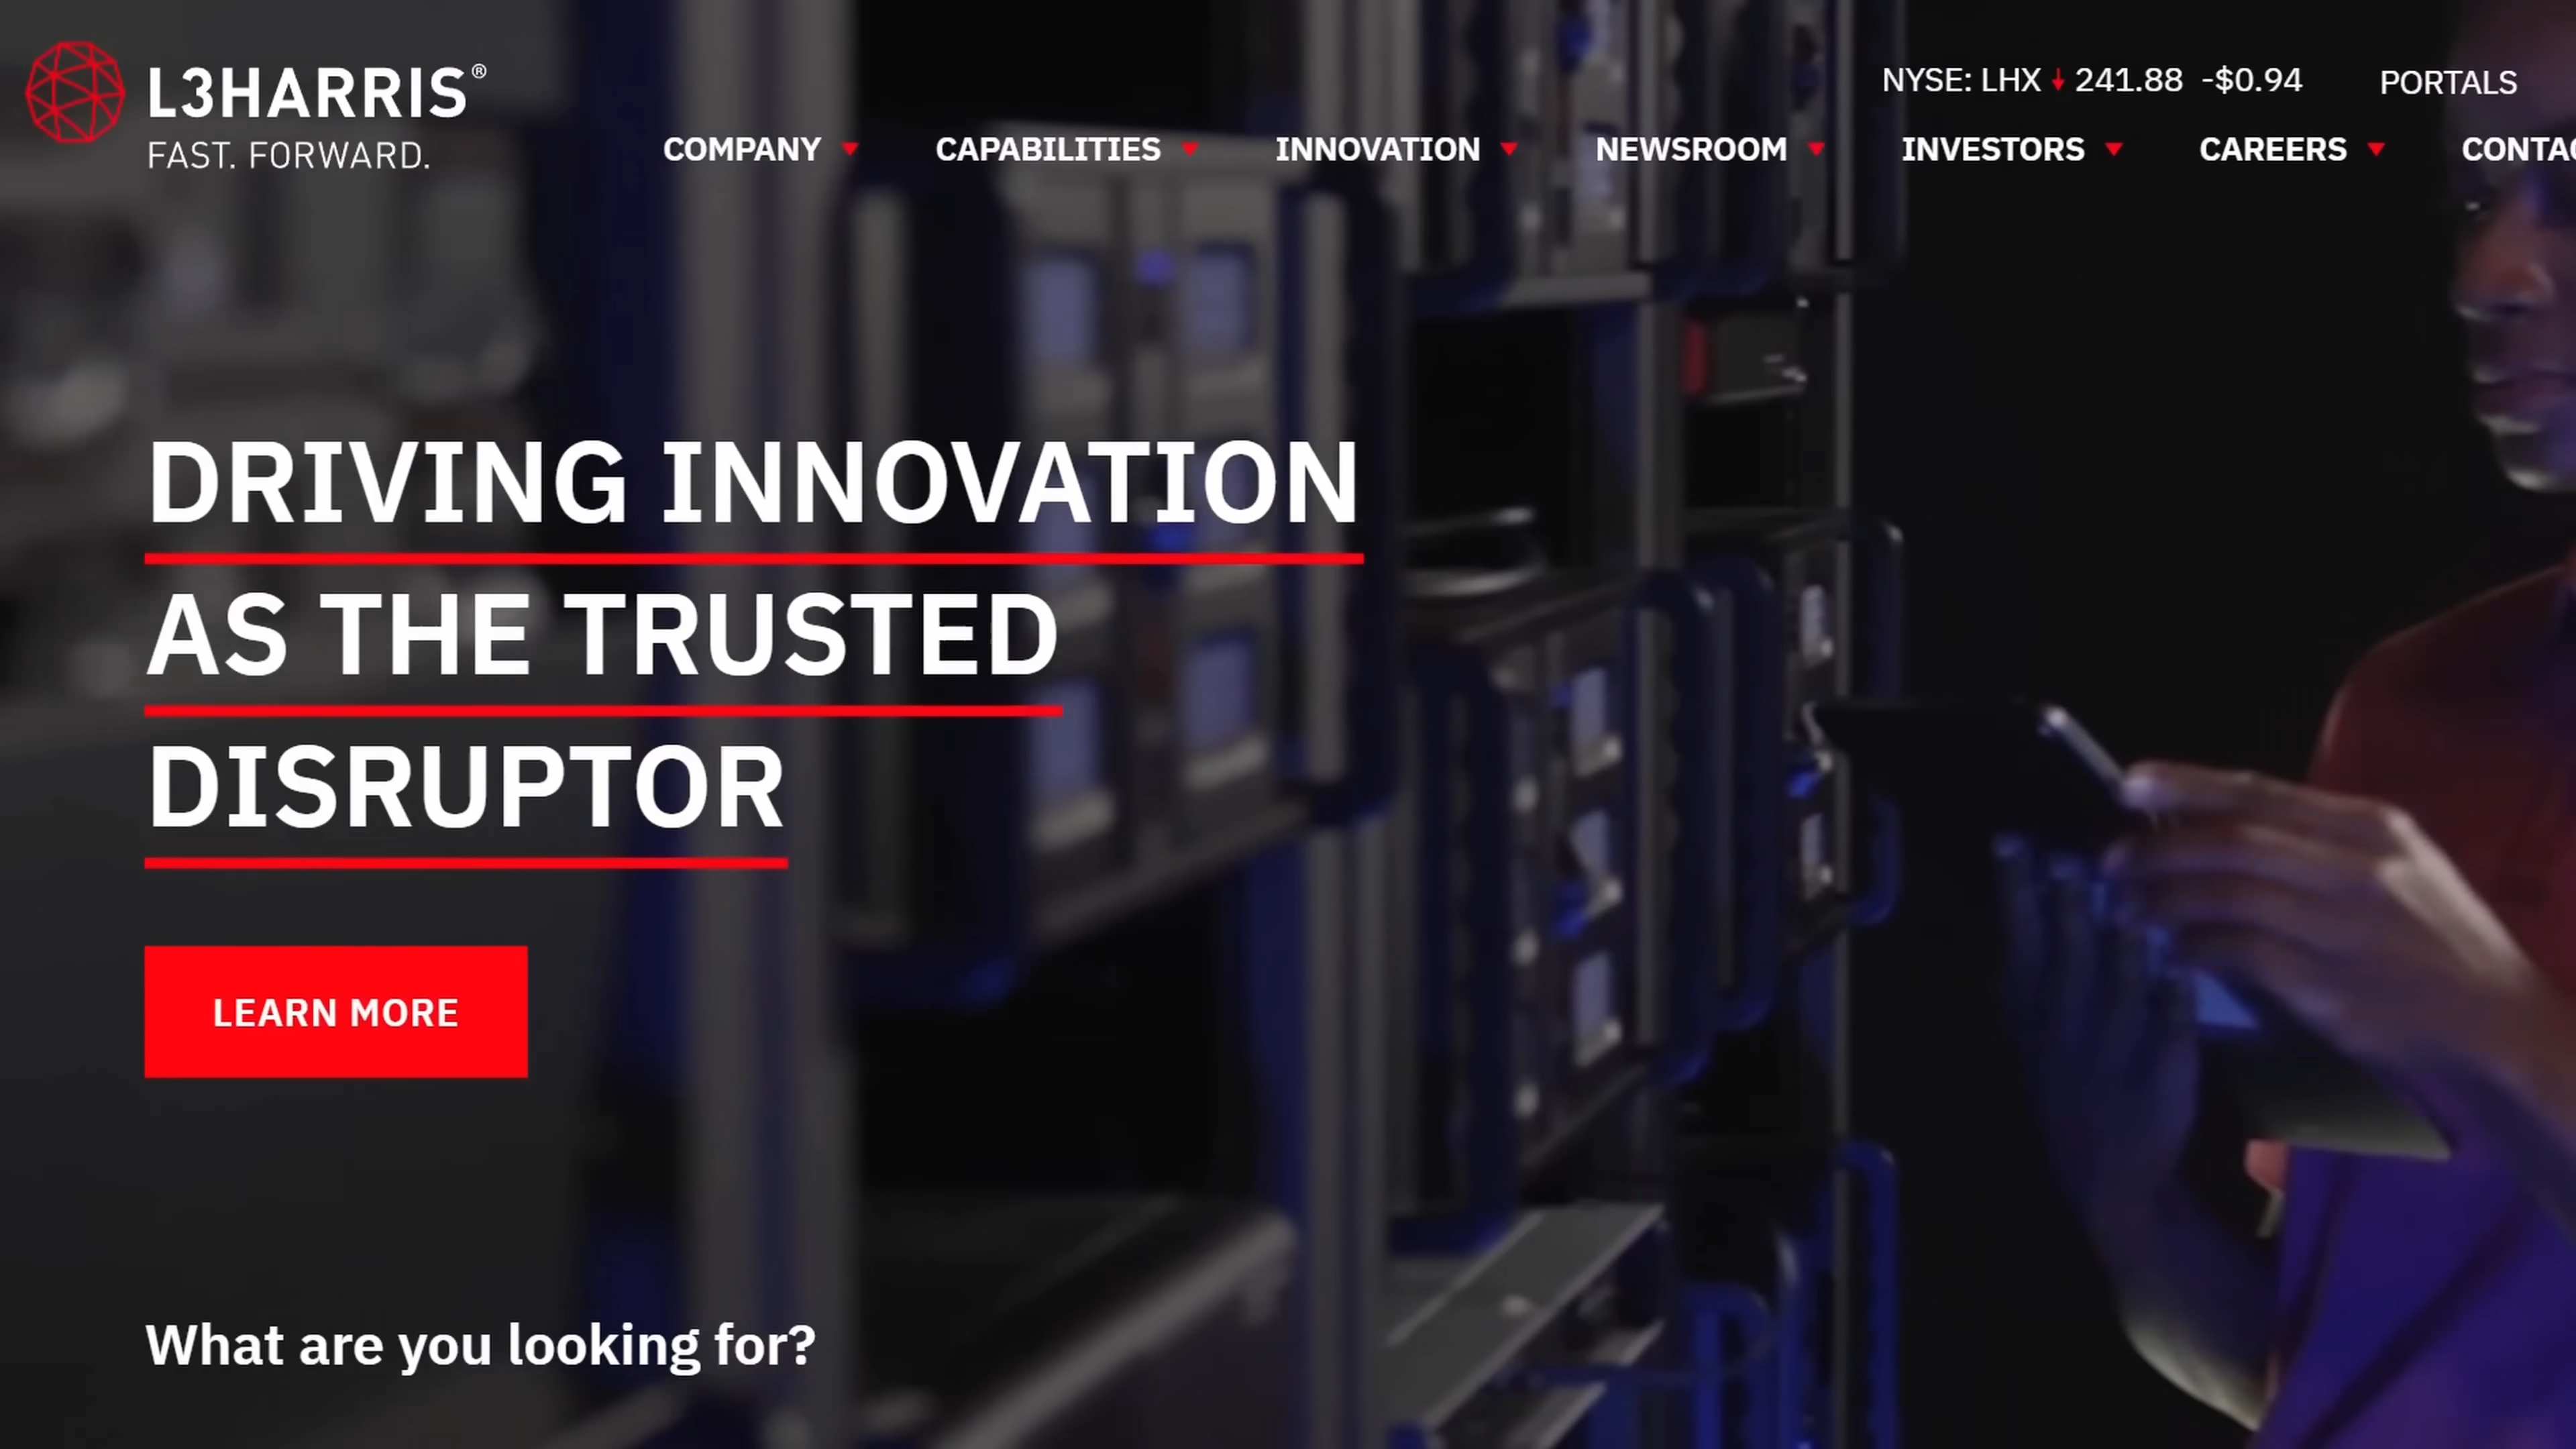 L3HARRIS®
FAST. FORWARD.
NYSE: LHX 241.88 -$0.94 PORTALS
COMPANY CAPABILITIES INNOVATION NEWSROOM INVESTORS CAREERS
DRIVING INNOVATION
AS THE TRUSTED
DISRUPTOR
LEARN MORE
What are you looking for?